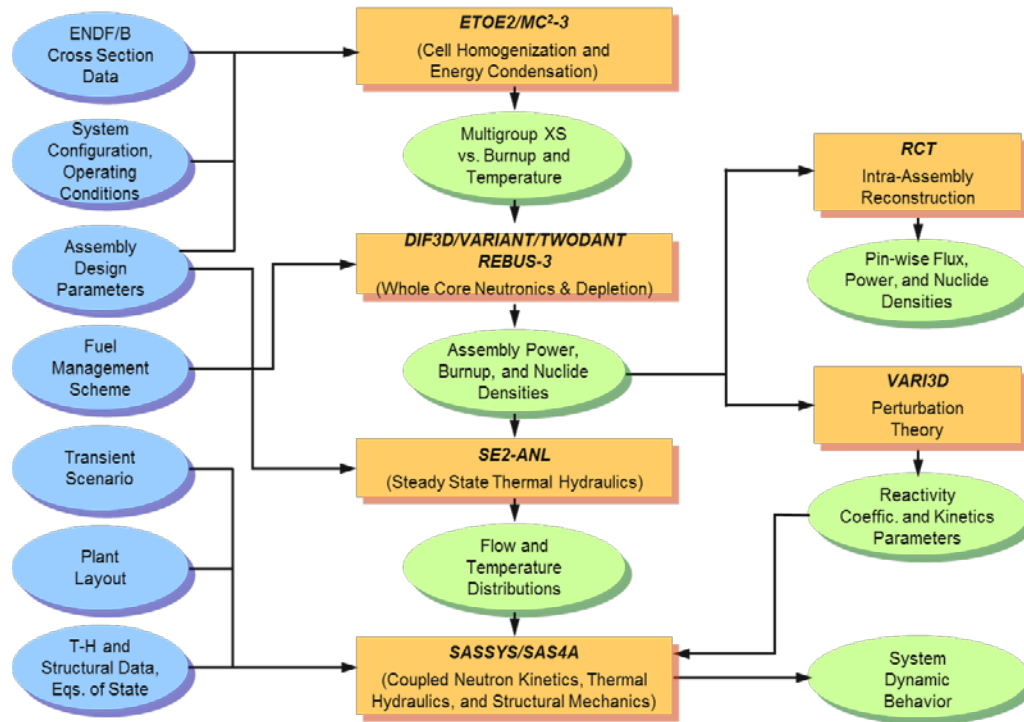 ENDF/B
Cross Section
Data
System
Configuration,
Operating
Conditions
Assembly
Design
Parameters
Fuel
Management
Scheme
Transient
Scenario
Plant
Layout
T-H and
Structural Data,
Eqs. of State
ETOE2/MC²-3
(Cell Homogenization and
Energy Condensation)
Multigroup XS
vs. Burnup and
Temperature
DIF3D/VARIANT/TWODANT
REBUS-3
(Whole Core Neutronics & Depletion)
Assembly Power,
Burnup, and Nuclide
Densities
SE2-ANL
(Steady State Thermal Hydraulics)
Flow and
Temperature
Distributions
SASSYS/SAS4A
(Coupled Neutron Kinetics, Thermal
Hydraulics, and Structural Mechanics)
RCT
Intra-Assembly
Reconstruction
Pin-wise Flux,
Power, and Nuclide
Densities
VARI3D
Perturbation
Theory
Reactivity
Coeffic. and Kinetics
Parameters
System
Dynamic
Behavior